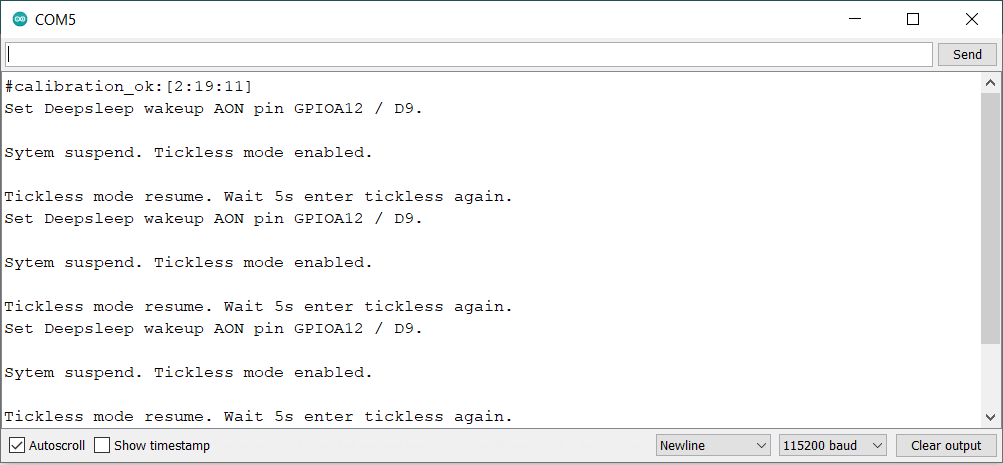 COM5
Send
#calibration_ok:[2:19:11]
Set Deepsleep wakeup AON pin GPIOA12 / D9.
Sytem suspend. Tickless mode enabled.
Tickless mode resume. Wait 5s enter tickless again.
Set Deepsleep wakeup AON pin GPIOA12 / D9.
Sytem suspend. Tickless mode enabled.
Tickless mode resume. Wait 5s enter tickless again.
Set Deepsleep wakeup AON pin GPIOA12 / D9.
Sytem suspend. Tickless mode enabled.
Tickless mode resume. Wait 5s enter tickless again.
Autoscroll Show timestamp Newline 115200 baud Clear output